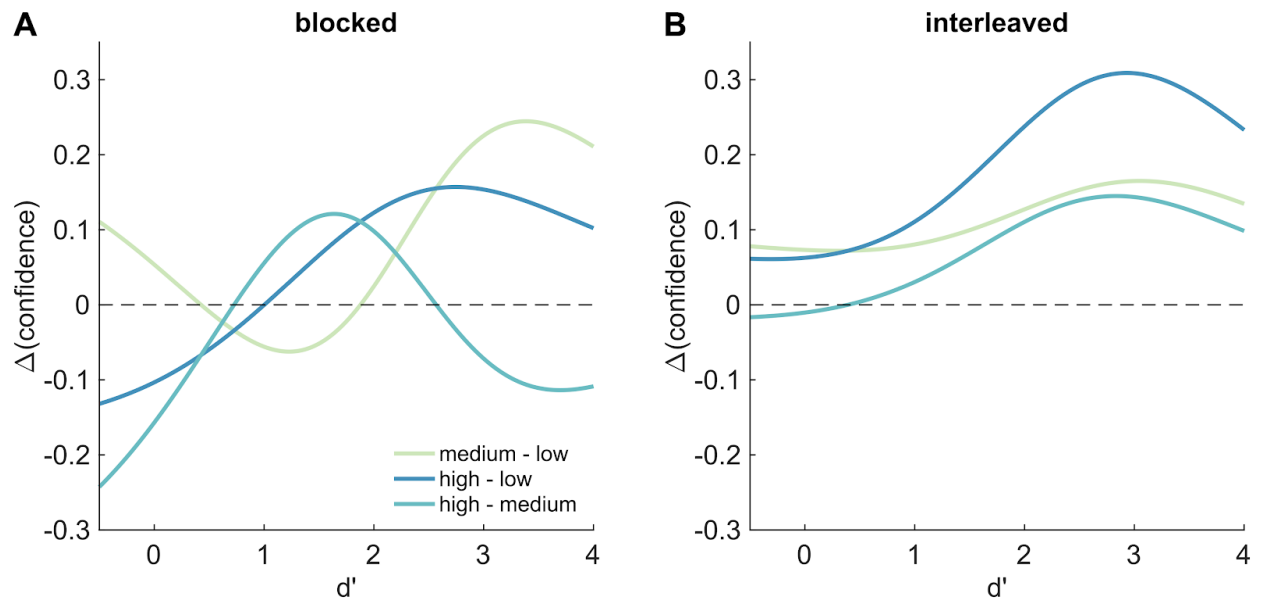 A
blocked
0.3
0.2
0.1
0
-0.1
-0.2
-0.3
Δ(confidence)
0
1
2
3
4
d'
medium - low
high - low
high - medium
B
interleaved
0.3
0.2
0.1
0
-0.1
-0.2
-0.3
Δ(confidence)
0
1
2
3
4
d'